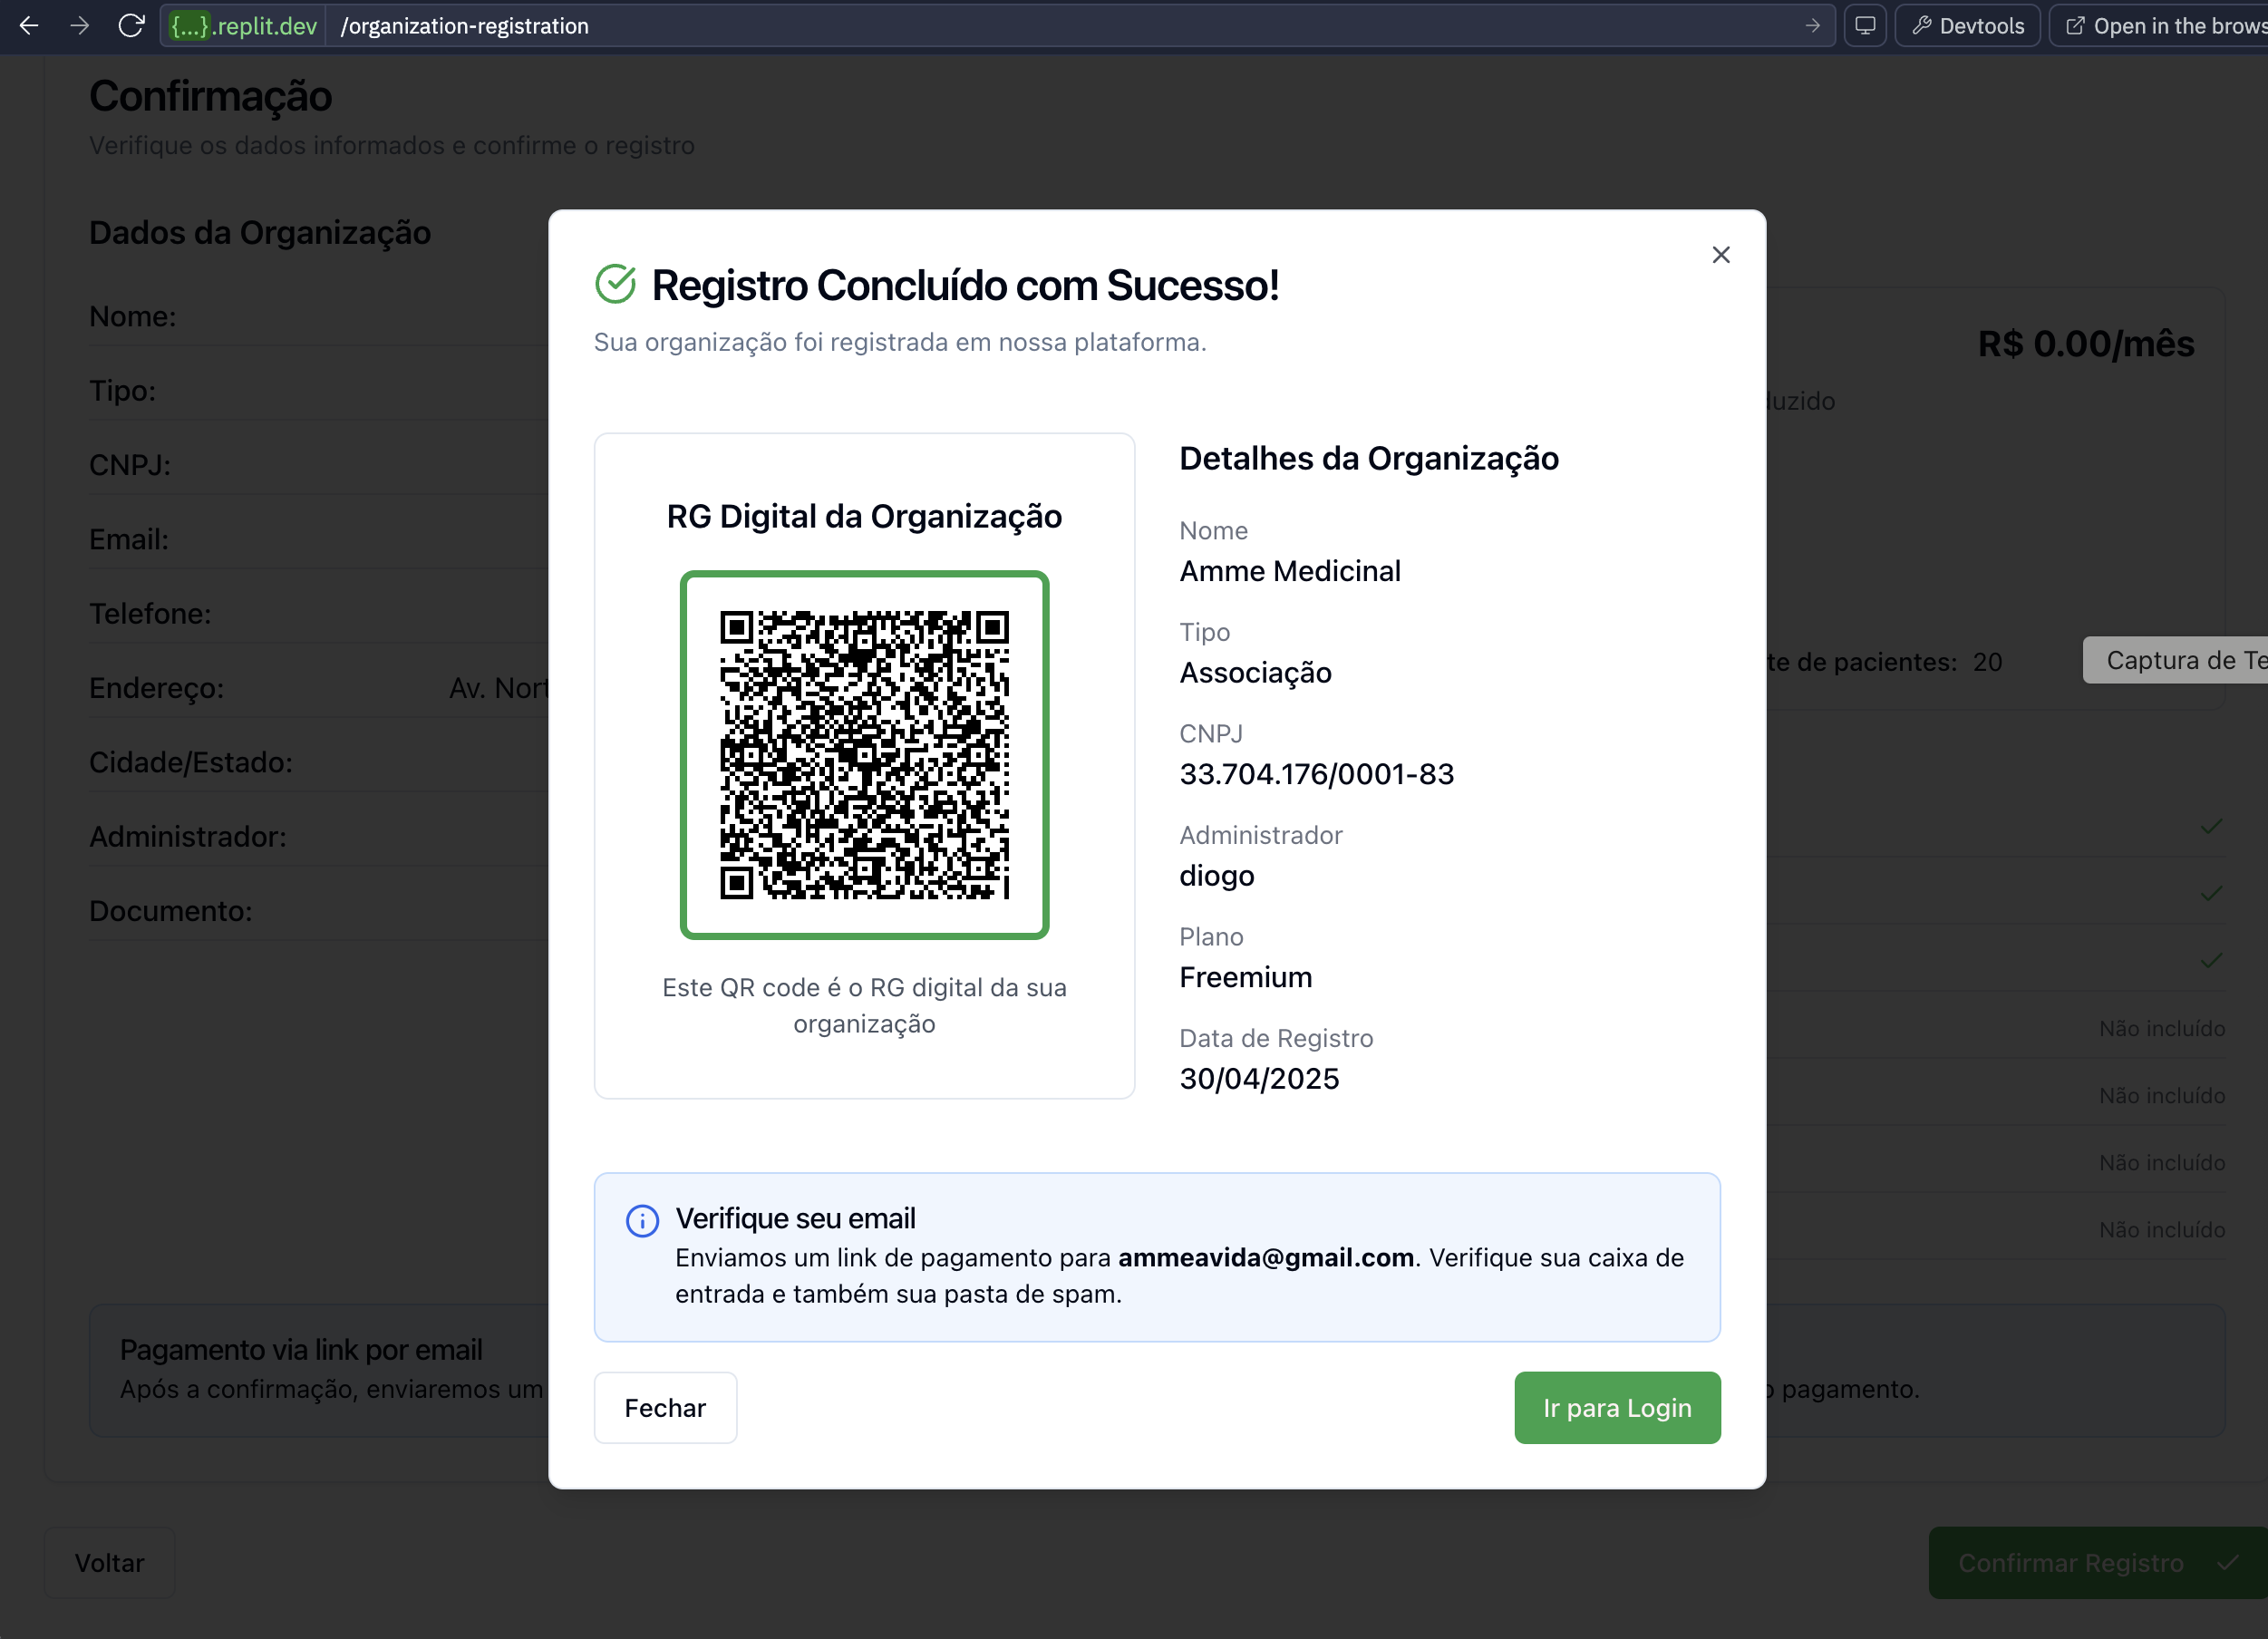 {...}.replit.dev /organization-registration
Devtools
Open in the brows
Confirmação
Verifique os dados informados e confirme o registro
Dados da Organização
Nome:
Tipo:
CNPJ:
Email:
Telefone:
Endereço: Av. Nort
Cidade/Estado:
Administrador:
Documento:
R$ 0.00/mês
duzido
te de pacientes: 20
Captura de Te
Não incluído
Não incluído
Não incluído
Não incluído
Pagamento via link por email
Após a confirmação, enviaremos um
o pagamento.
Voltar
Confirmar Registro
Registro Concluído com Sucesso!
Sua organização foi registrada em nossa plataforma.
RG Digital da Organização
Este QR code é o RG digital da sua
organização
Detalhes da Organização
Nome
Amme Medicinal
Tipo
Associação
CNPJ
33.704.176/0001-83
Administrador
diogo
Plano
Freemium
Data de Registro
30/04/2025
Verifique seu email
Enviamos um link de pagamento para ammeavida@gmail.com. Verifique sua caixa de
entrada e também sua pasta de spam.
Fechar
Ir para Login